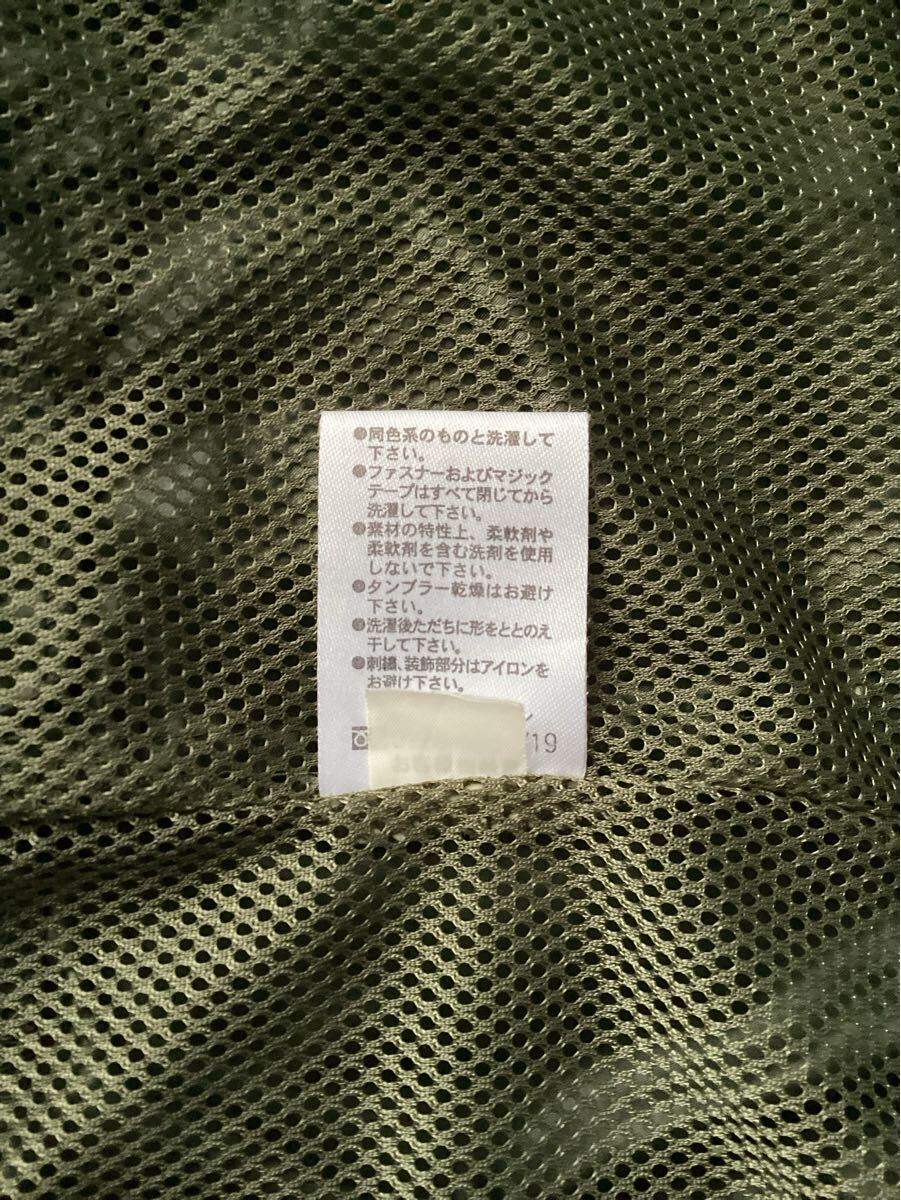 ●同色系のものと洗濯して
下さい。
●ファスナーおよびマジック
テープはすべて閉じてから
洗濯して下さい。
●素材の特性上、柔軟剤や
柔軟剤を含む洗剤を使用
しないで下さい。
●タンブラー乾燥はお避け
下さい。
●洗濯後ただちに形をととのえ
干して下さい。
●刺繍、装飾部分はアイロンを
お避け下さい。
/19